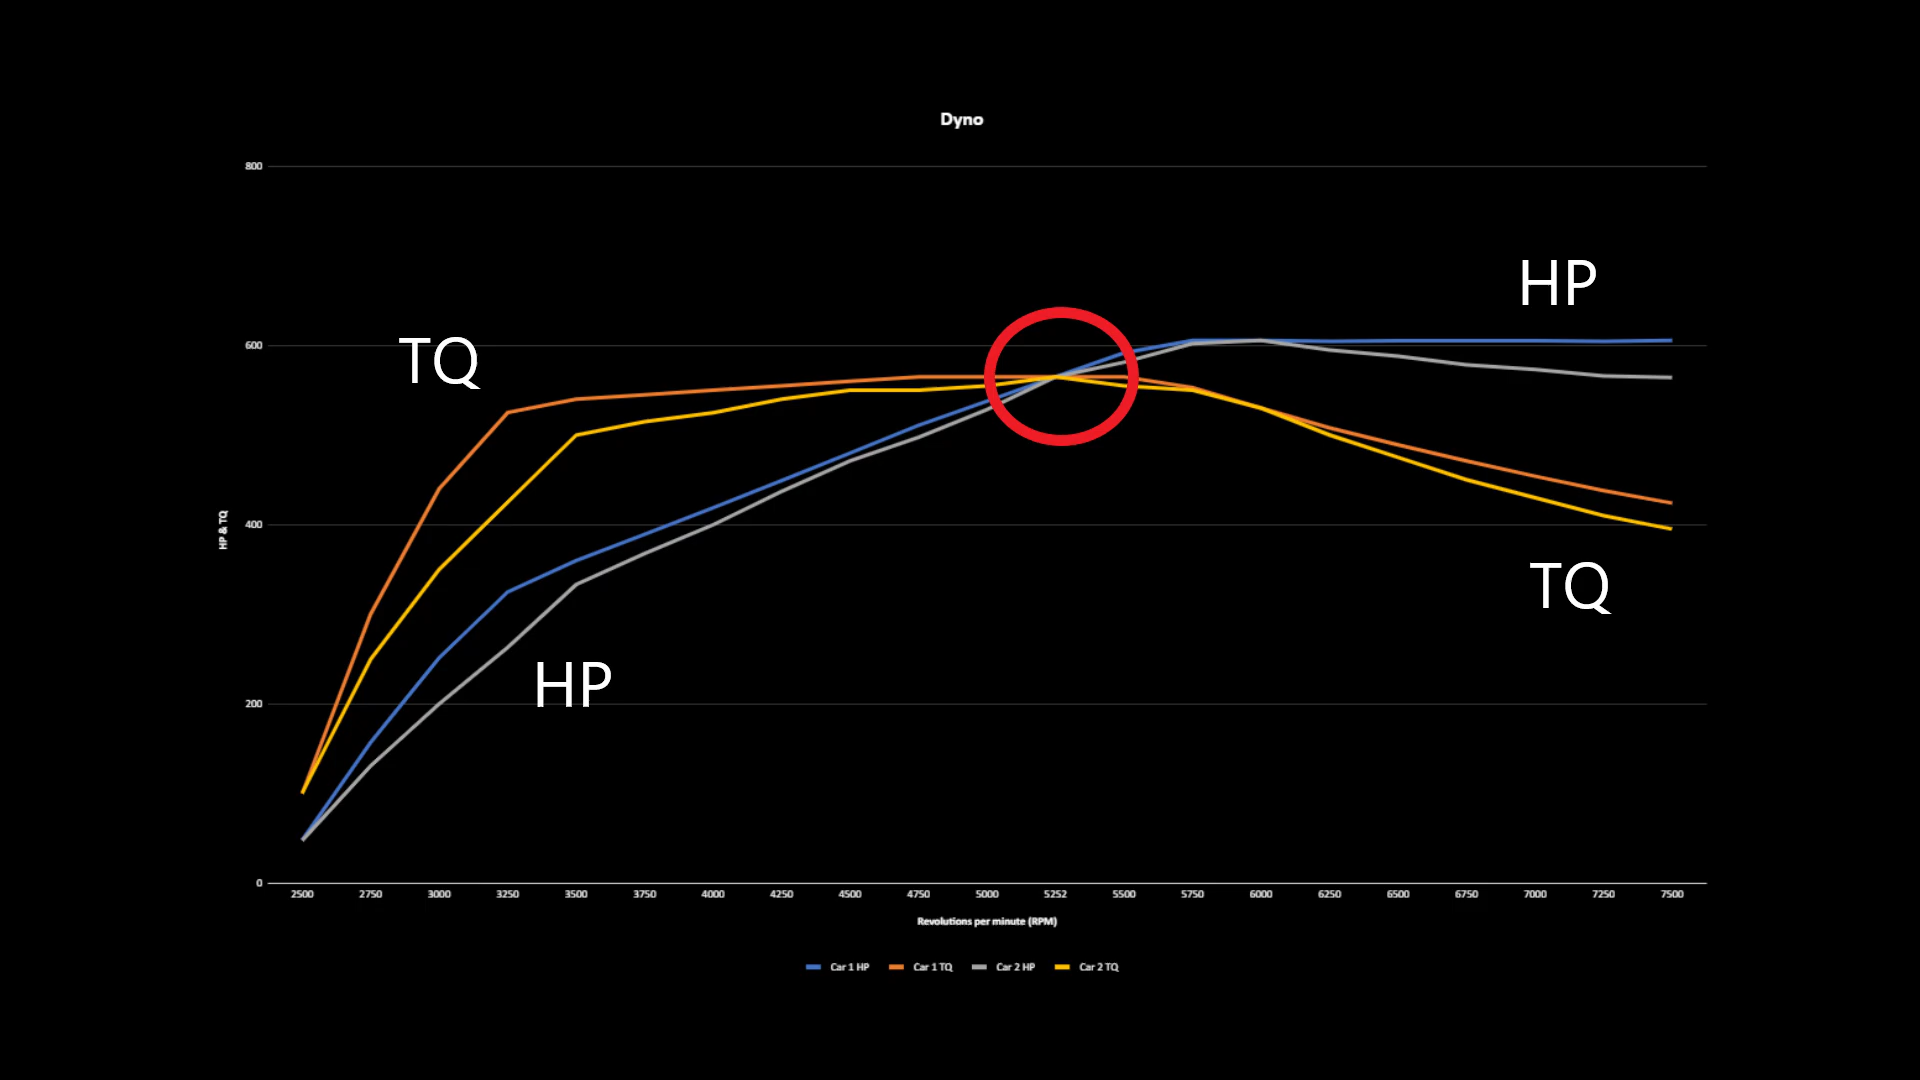 Dyno
800
HP
TQ
600
TQ
HP & TQ
400
HP
200
0
2500 2750 3000 3250 3500 3750 4000 4250 4500 4750 5000 5252 5500 5750 6000 6250 6500 6750 7000 7250 7500
Revolutions per minute (RPM)
Car 1 HP Car 1 TQ Car 2 HP Car 2 TQ